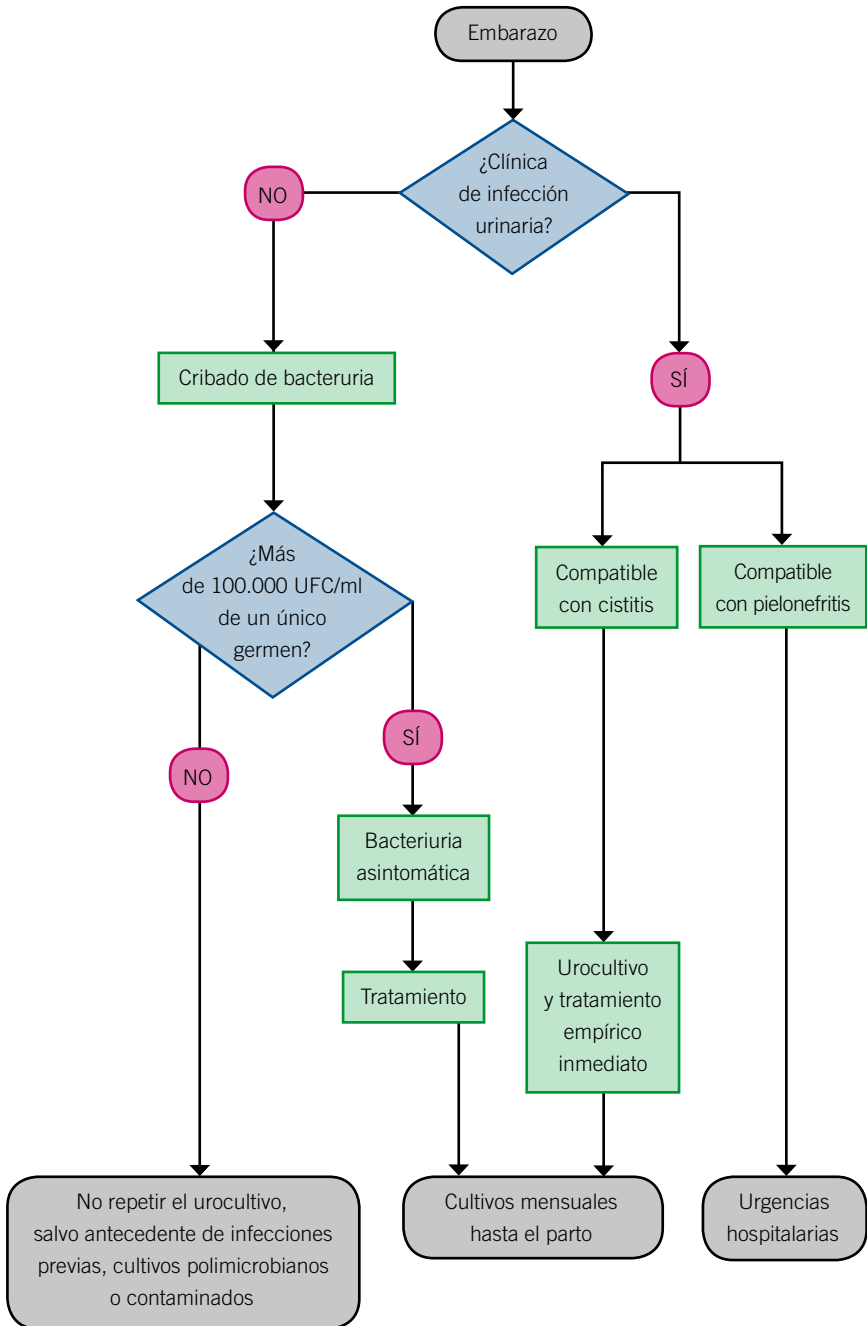 Embarazo
¿Clínica
de infección
urinaria?
NO
Cribado de bacteruria
SÍ
¿Más
de 100.000 UFC/ml
de un único
germen?
Compatible
con cistitis
Compatible
con pielonefritis
SÍ
NO
Bacteriuria
asintomática
Tratamiento
Urocultivo
y tratamiento
empírico
inmediato
No repetir el urocultivo,
salvo antecedente de infecciones
previas, cultivos polimicrobianos
o contaminados
Cultivos mensuales
hasta el parto
Urgencias
hospitalarias